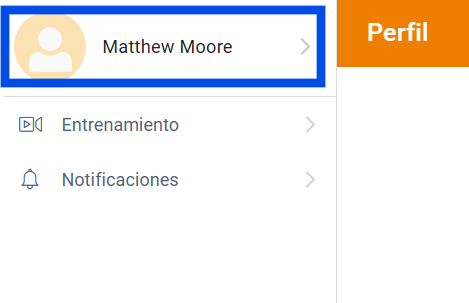 Matthew Moore
Perfil
Entrenamiento
Notificaciones